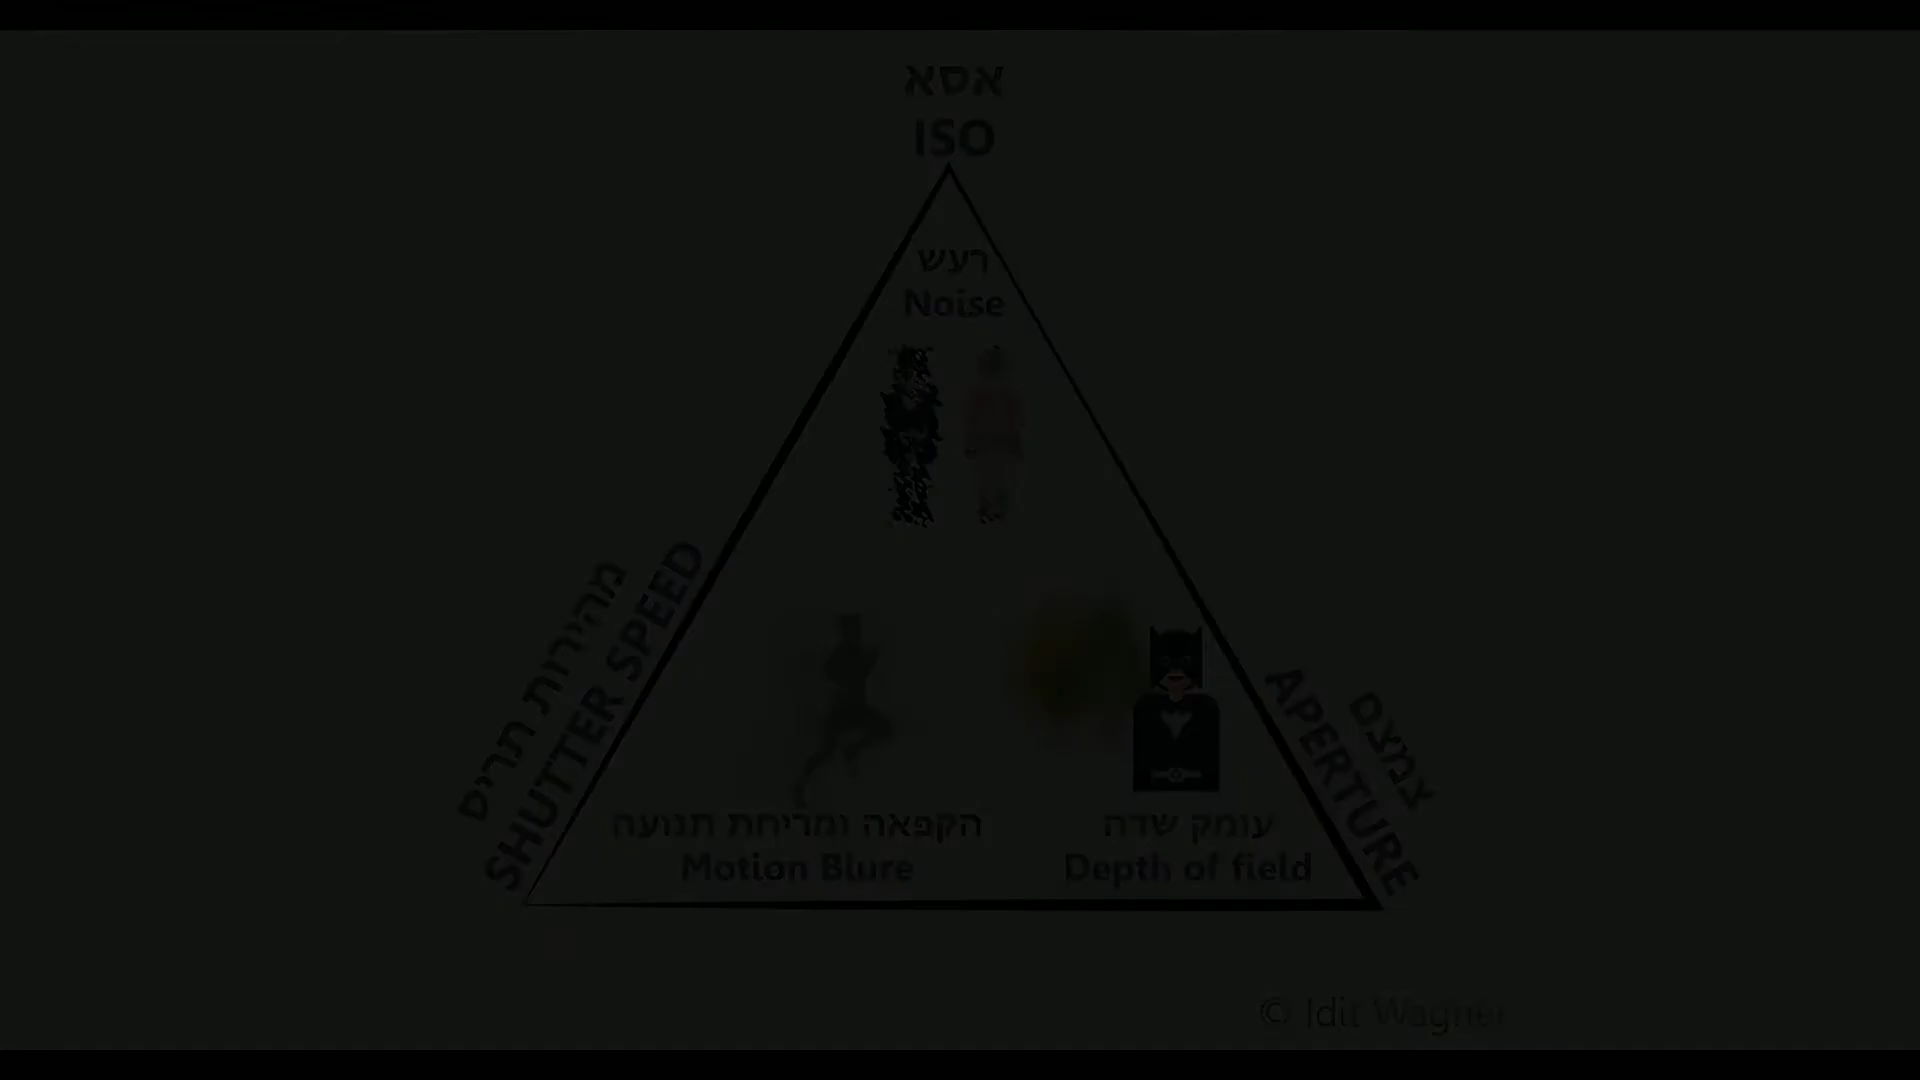 אסא
ISO
רעש
Noise
מהירות תריס
SHUTTER SPEED
צמצם
APERTURE
הקפאה ומריחת תנועה
Motion Blure
עומק שדה
Depth of field
© Idit Wagner